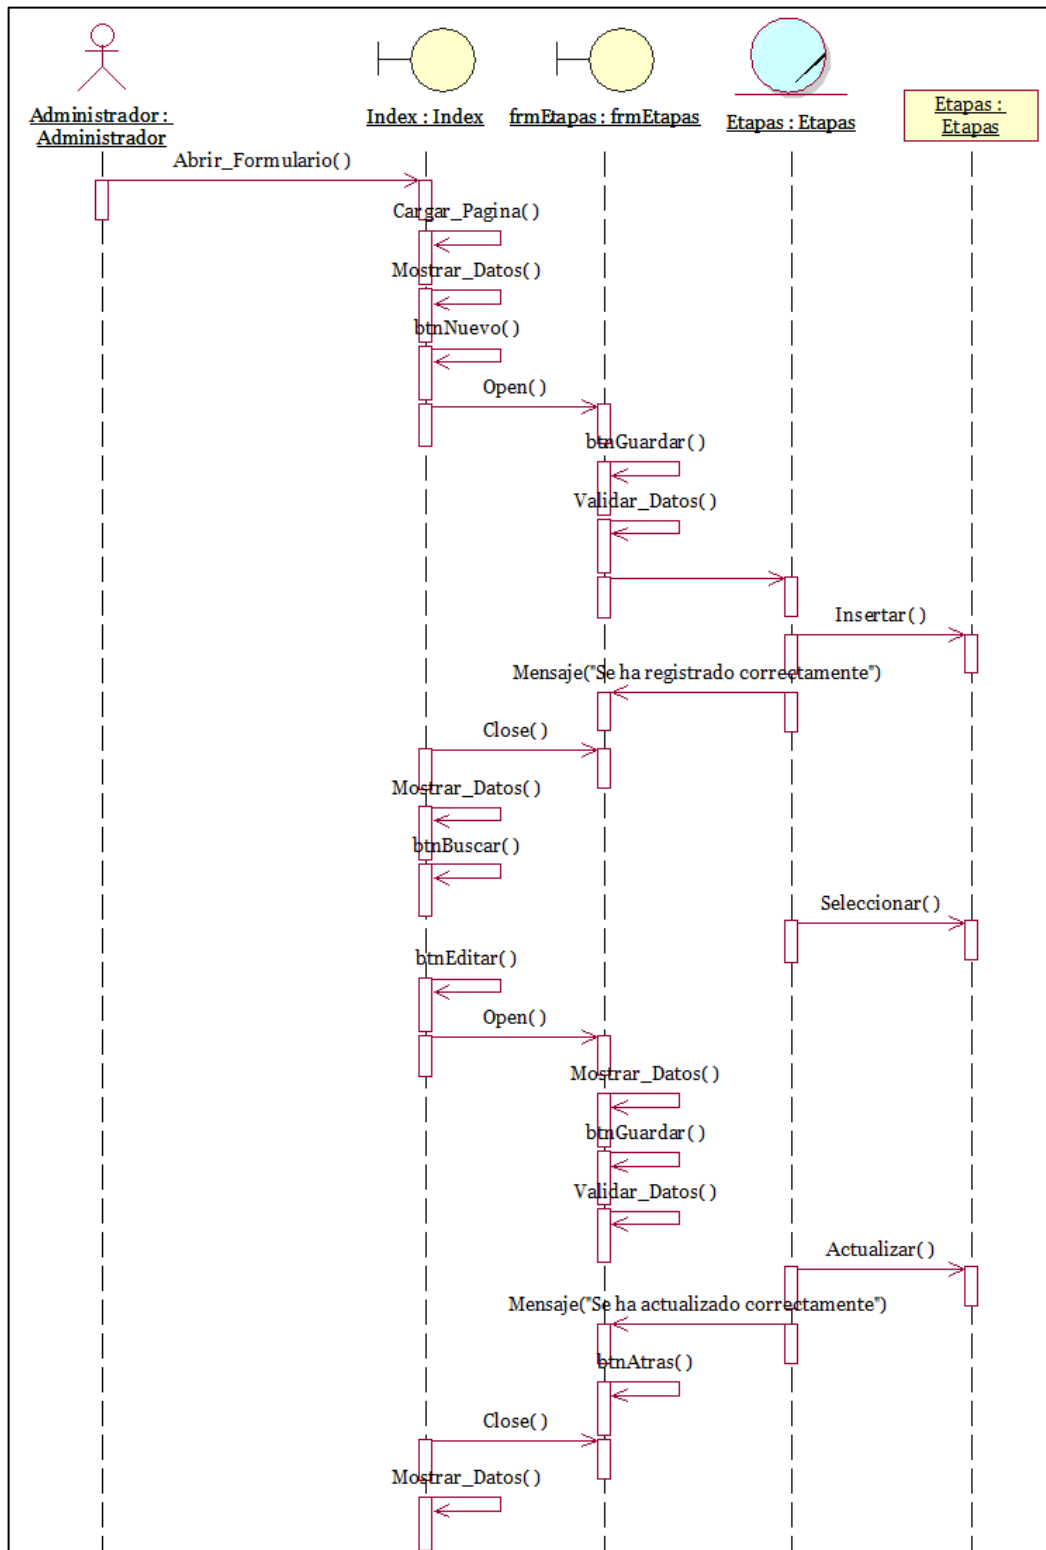 Administrador :
Administrador
Index : Index
frmEtapas : frmEtapas
Etapas : Etapas
Etapas :
Etapas
Abrir_Formulario( )
Cargar_Pagina( )
Mostrar_Datos( )
btnNuevo( )
Open( )
btnGuardar( )
Validar_Datos( )
Insertar( )
Mensaje("Se ha registrado correctamente")
Close( )
Mostrar_Datos( )
btnBuscar( )
Seleccionar( )
btnEditar( )
Open( )
Mostrar_Datos( )
btnGuardar( )
Validar_Datos( )
Actualizar( )
Mensaje("Se ha actualizado correctamente")
btnAtras( )
Close( )
Mostrar_Datos( )